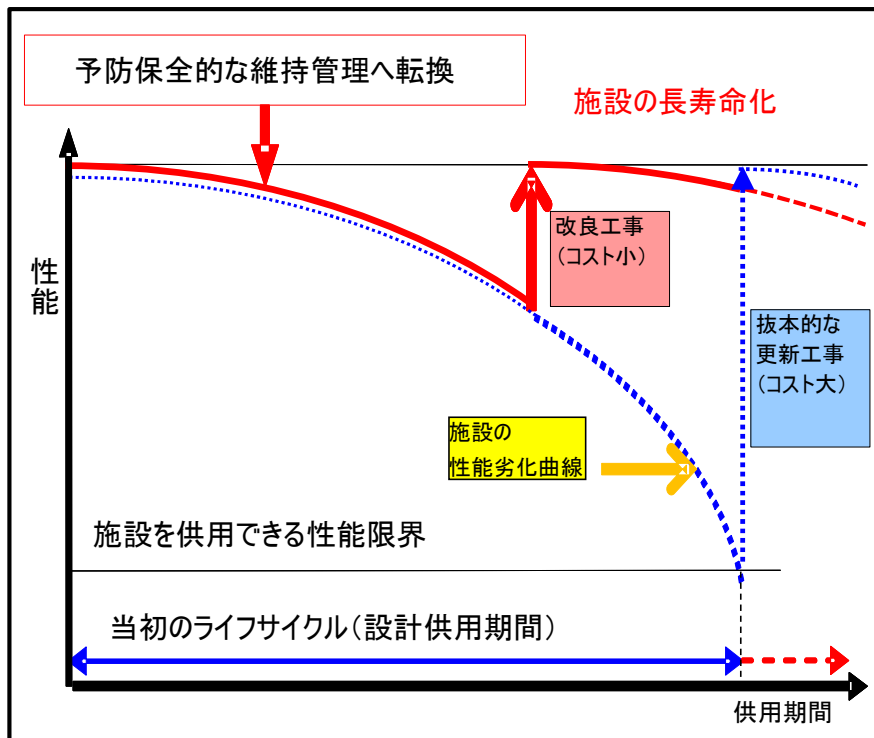 予防保全的な維持管理へ転換
施設の長寿命化
性能
改良工事
(コスト小)
抜本的な
更新工事
(コスト大)
施設の
性能劣化曲線
施設を供用できる性能限界
当初のライフサイクル(設計供用期間)
供用期間